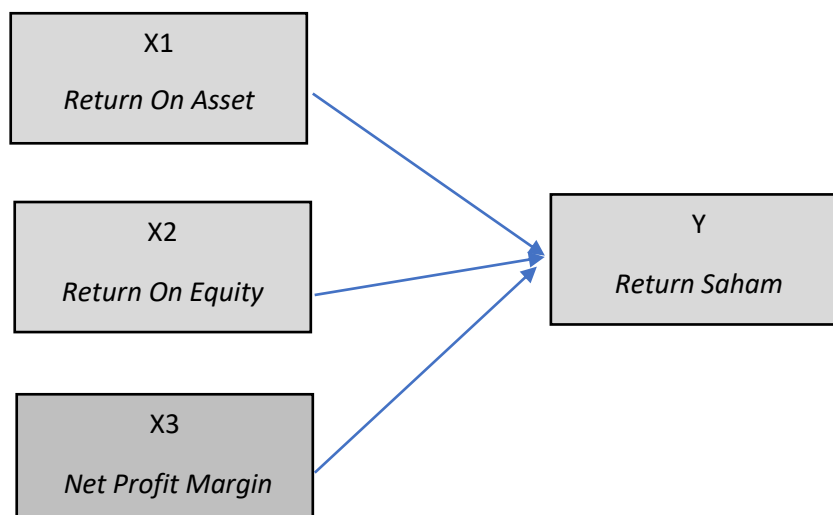 X1
Return On Asset
X2
Return On Equity
Y
Return Saham
X3
Net Profit Margin